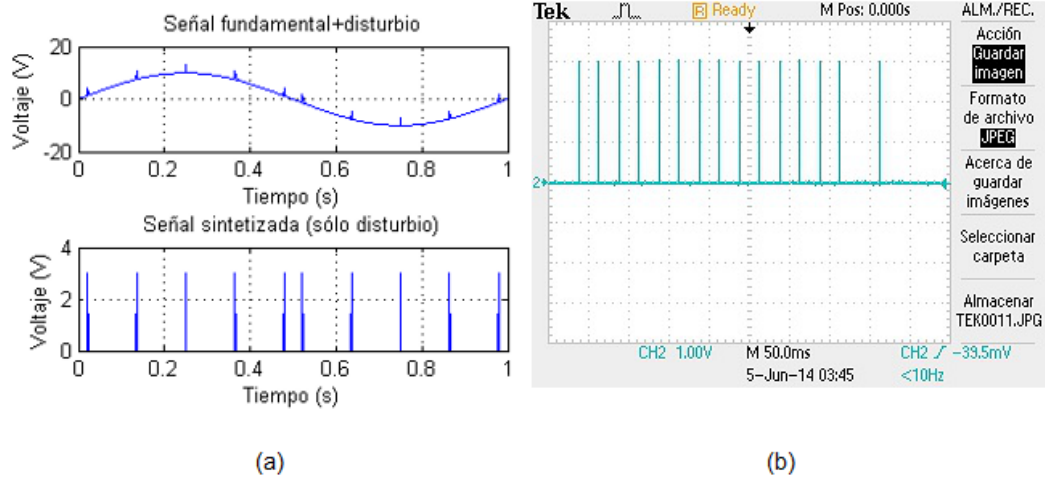 Señal fundamental+disturbio
20
0
-20
Voltaje (V)
0 0.2 0.4 0.6 0.8 1
Tiempo (s)
Señal sintetizada (sólo disturbio)
4
2
0
Voltaje (V)
0 0.2 0.4 0.6 0.8 1
Tiempo (s)
(a)
Tek R Ready M Pos: 0.000s ALM./REC.
Acción
Guardar
imagen
Formato
de archivo
JPEG
Acerca de
guardar
imágenes
Seleccionar
carpeta
Almacenar
TEK0011.JPG
2
CH2 1.00V M 50.0ms CH2 -39.5mV
5-Jun-14 03:45 <10Hz
(b)